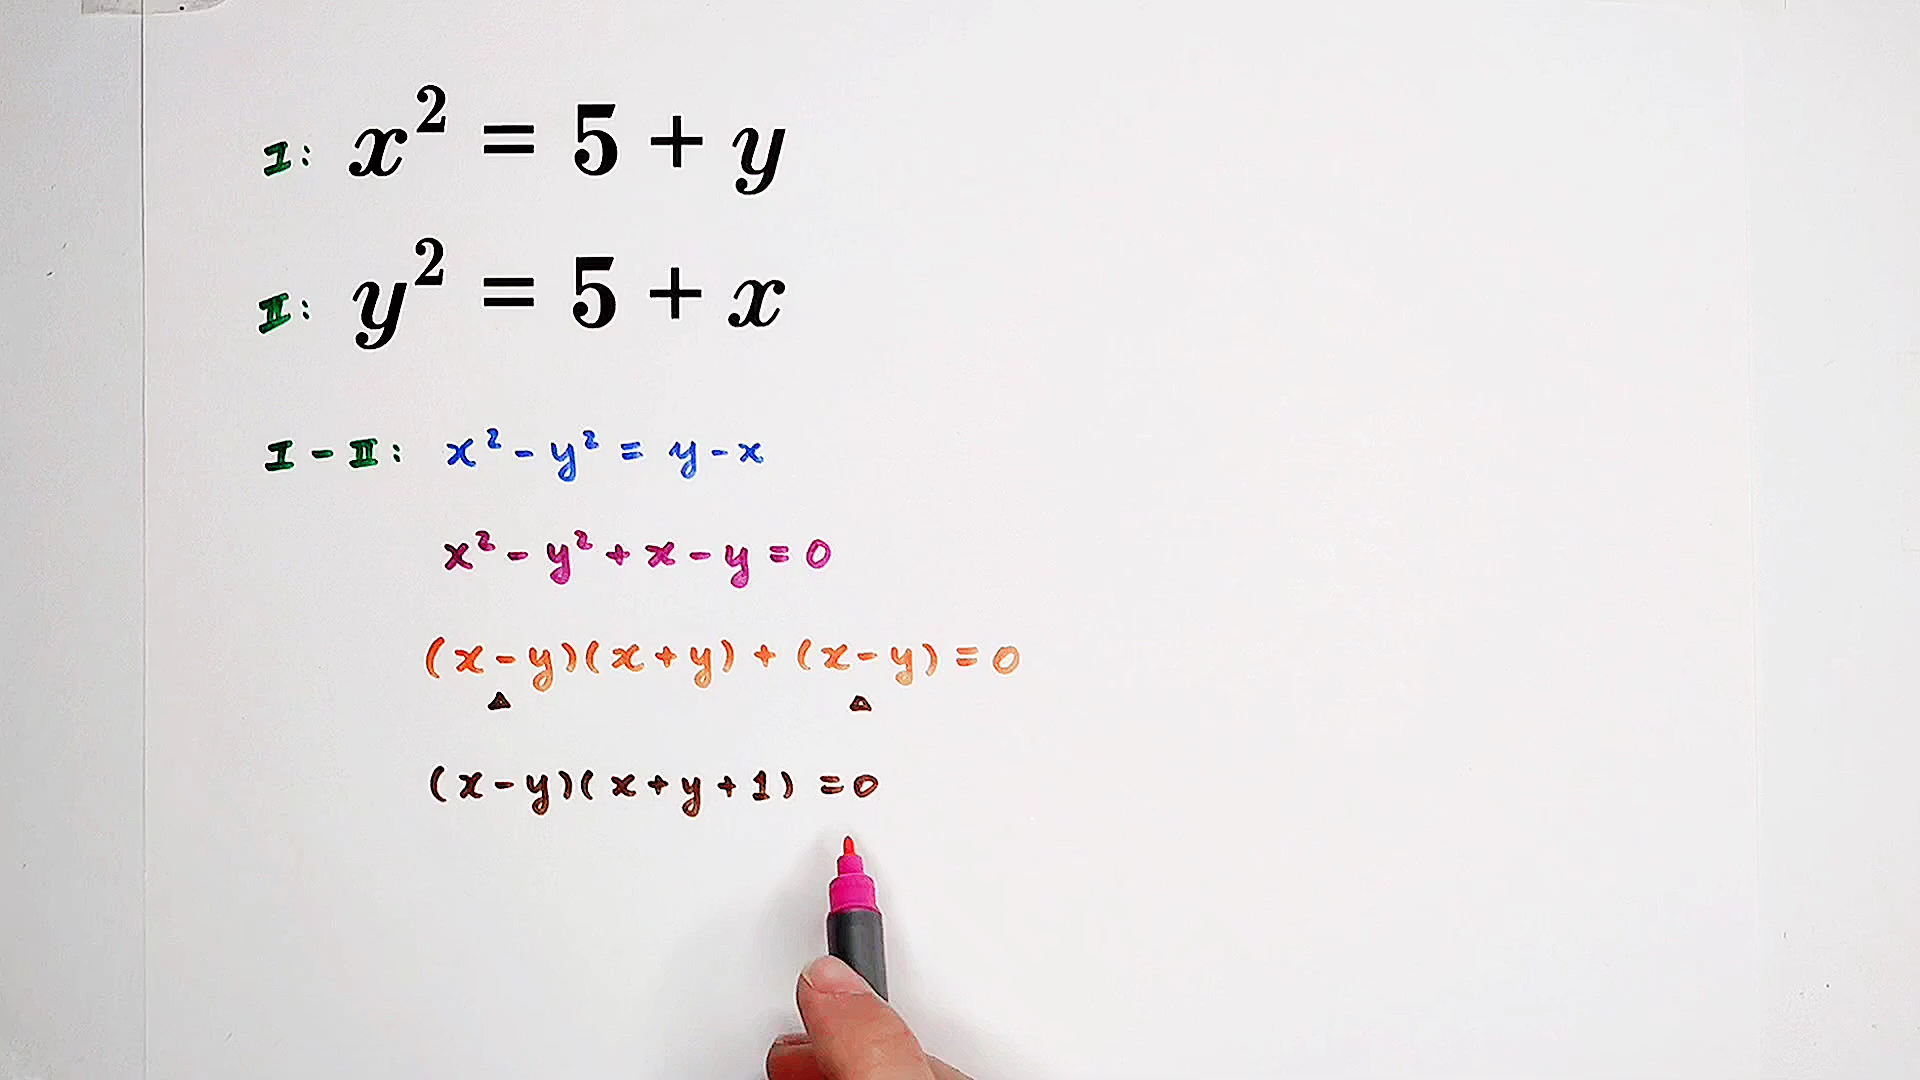 I: x² = 5 + y
II: y² = 5 + x
I - II: x² - y² = y - x
x² - y² + x - y = 0
(x - y)(x + y) + (x - y) = 0
(x - y)(x + y + 1) = 0